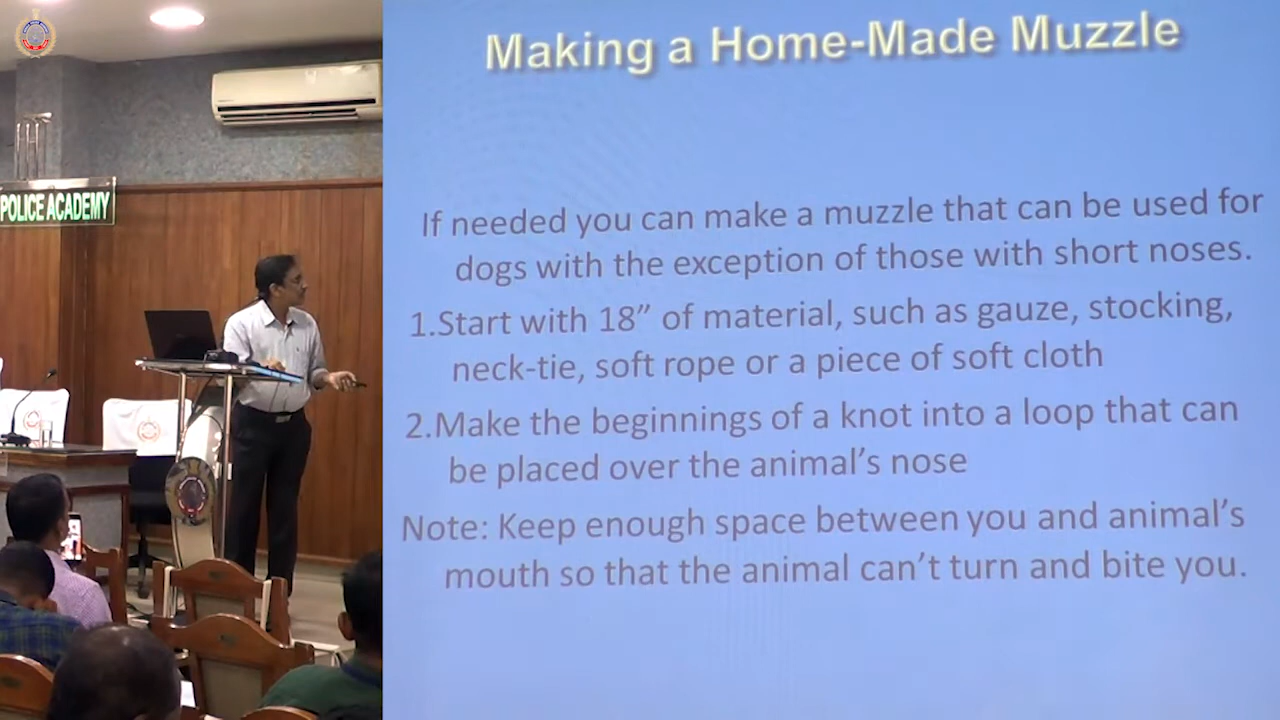 POLICE ACADEMY
Making a Home-Made Muzzle
If needed you can make a muzzle that can be used for
dogs with the exception of those with short noses.
1.Start with 18” of material, such as gauze, stocking,
neck-tie, soft rope or a piece of soft cloth
2.Make the beginnings of a knot into a loop that can
be placed over the animal’s nose
Note: Keep enough space between you and animal’s
mouth so that the animal can’t turn and bite you.